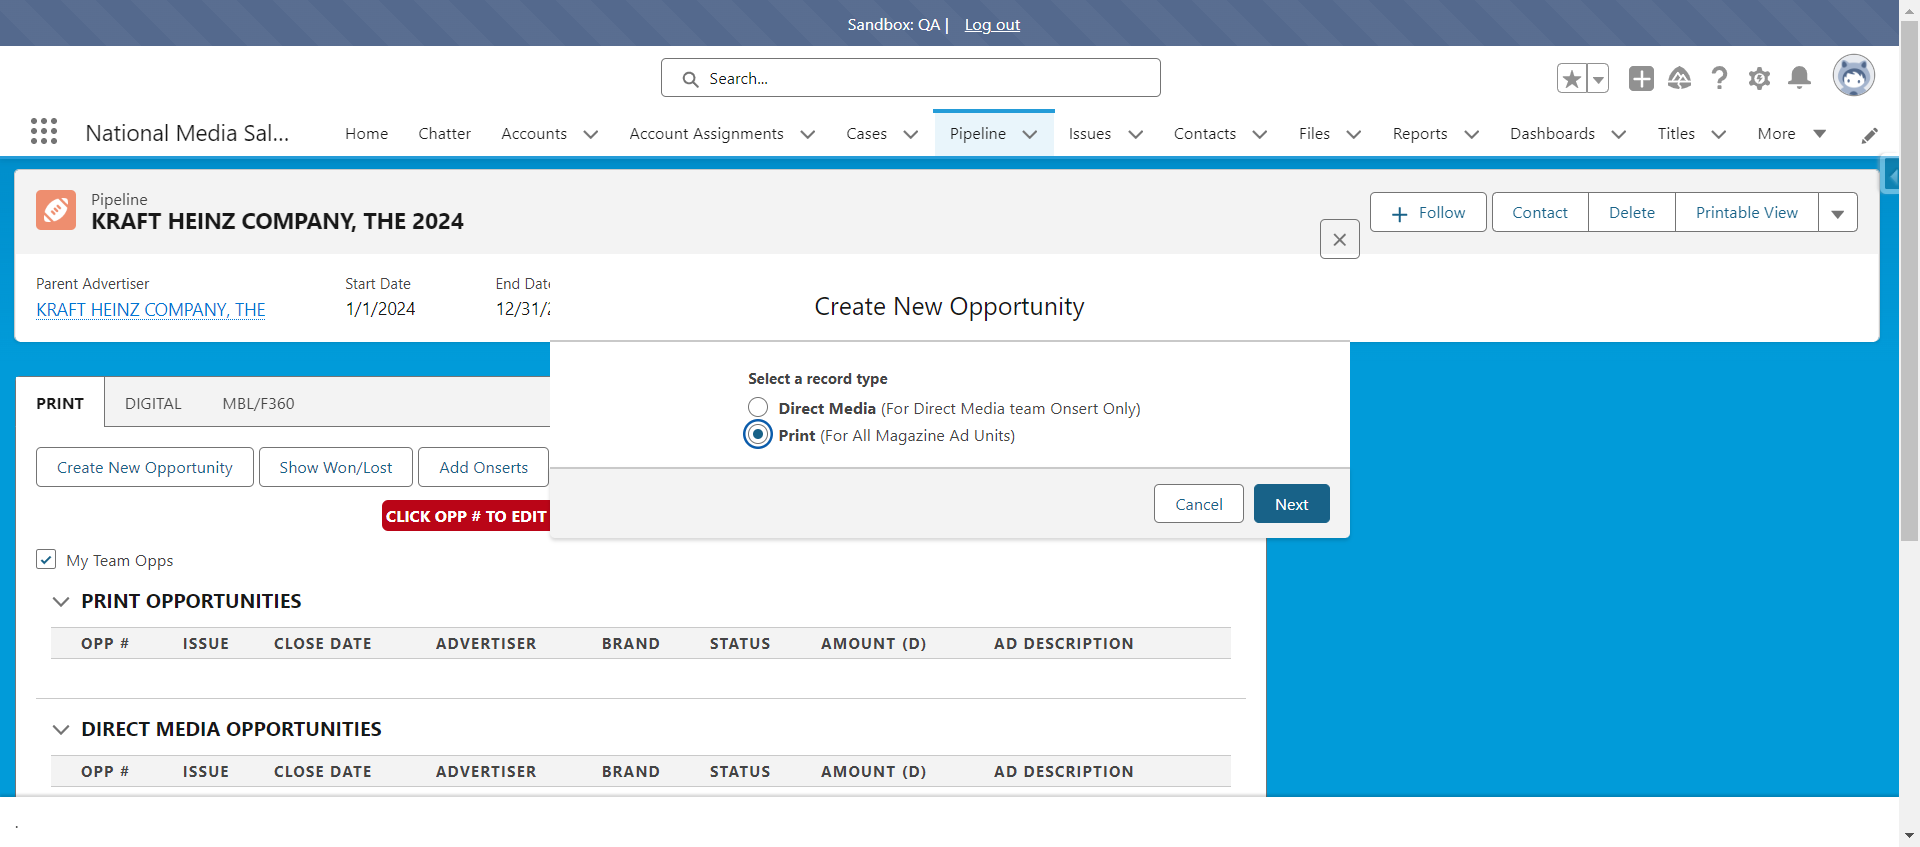 Sandbox: QA | Log out
Search...
National Media Sal...
Home Chatter Accounts Account Assignments Cases Pipeline Issues Contacts Files Reports Dashboards Titles More
Pipeline
KRAFT HEINZ COMPANY, THE 2024
Follow Contact Delete Printable View
Parent Advertiser Start Date End Date
KRAFT HEINZ COMPANY, THE 1/1/2024 12/31/2
Create New Opportunity
Select a record type
Direct Media (For Direct Media team Onsert Only)
Print (For All Magazine Ad Units)
Cancel Next
PRINT DIGITAL MBL/F360
Create New Opportunity Show Won/Lost Add Onserts
CLICK OPP # TO EDIT
My Team Opps
PRINT OPPORTUNITIES
OPP # ISSUE CLOSE DATE ADVERTISER BRAND STATUS AMOUNT (D) AD DESCRIPTION
DIRECT MEDIA OPPORTUNITIES
OPP # ISSUE CLOSE DATE ADVERTISER BRAND STATUS AMOUNT (D) AD DESCRIPTION
.